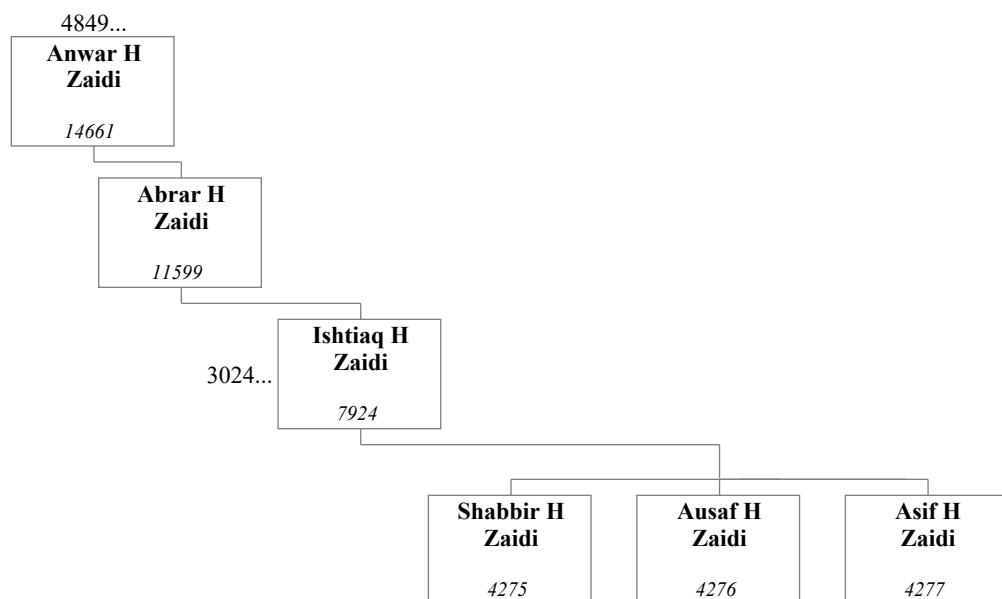 4849...
Anwar H
Zaidi
14661
Abrar H
Zaidi
11599
Ishtiaq H
Zaidi
3024...
7924
Shabbir H
Zaidi
4275
Ausaf H
Zaidi
4276
Asif H
Zaidi
4277